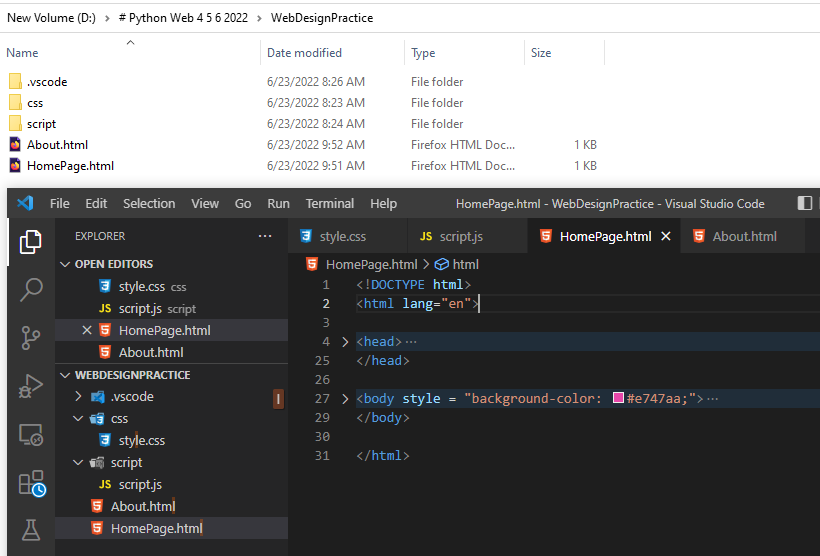 New Volume (D:) > # Python Web 4 5 6 2022 > WebDesignPractice
Name Date modified Type Size
.vscode 6/23/2022 8:26 AM File folder
css 6/23/2022 8:23 AM File folder
script 6/23/2022 8:24 AM File folder
About.html 6/23/2022 9:52 AM Firefox HTML Doc... 1 KB
HomePage.html 6/23/2022 9:51 AM Firefox HTML Doc... 1 KB
File Edit Selection View Go Run Terminal Help HomePage.html - WebDesignPractice - Visual Studio Code
EXPLORER ...
OPEN EDITORS
style.css css
JS script.js script
HomePage.html
About.html
WEBDESIGNPRACTICE
.vscode
css
style.css
script
JS script.js
About.html
HomePage.html
style.css JS script.js HomePage.html About.html
HomePage.html > html
1 <!DOCTYPE html>
2 <html lang="en">
3
4 <head>...
25 </head>
26
27 <body style = "background-color: #e747aa;">...
29 </body>
30
31 </html>